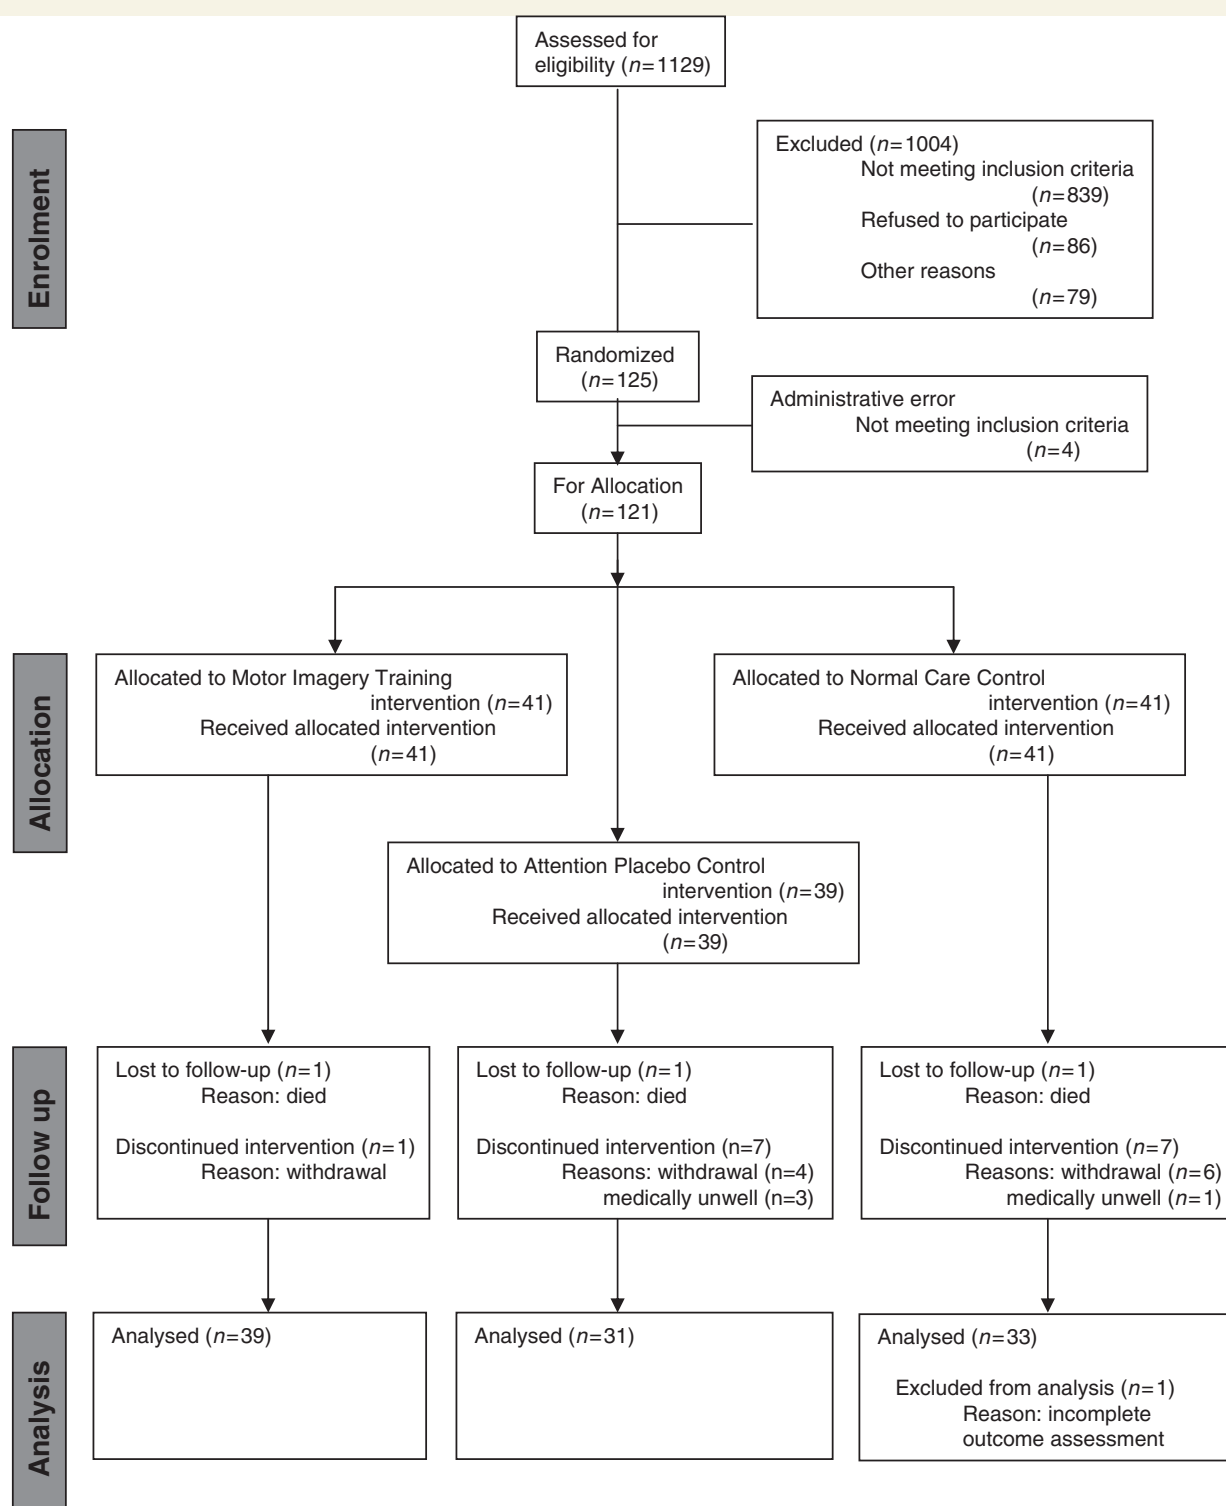 Assessed for
eligibility (n=1129)
Enrolment
Excluded (n=1004)
Not meeting inclusion criteria
(n=839)
Refused to participate
(n=86)
Other reasons
(n=79)
Randomized
(n=125)
Administrative error
Not meeting inclusion criteria
(n=4)
For Allocation
(n=121)
Allocation
Allocated to Motor Imagery Training
intervention (n=41)
Received allocated intervention
(n=41)
Allocated to Normal Care Control
intervention (n=41)
Received allocated intervention
(n=41)
Allocated to Attention Placebo Control
intervention (n=39)
Received allocated intervention
(n=39)
Follow up
Lost to follow-up (n=1)
Reason: died
Discontinued intervention (n=1)
Reason: withdrawal
Lost to follow-up (n=1)
Reason: died
Discontinued intervention (n=7)
Reasons: withdrawal (n=4)
medically unwell (n=3)
Lost to follow-up (n=1)
Reason: died
Discontinued intervention (n=7)
Reasons: withdrawal (n=6)
medically unwell (n=1)
Analysis
Analysed (n=39)
Analysed (n=31)
Analysed (n=33)
Excluded from analysis (n=1)
Reason: incomplete
outcome assessment